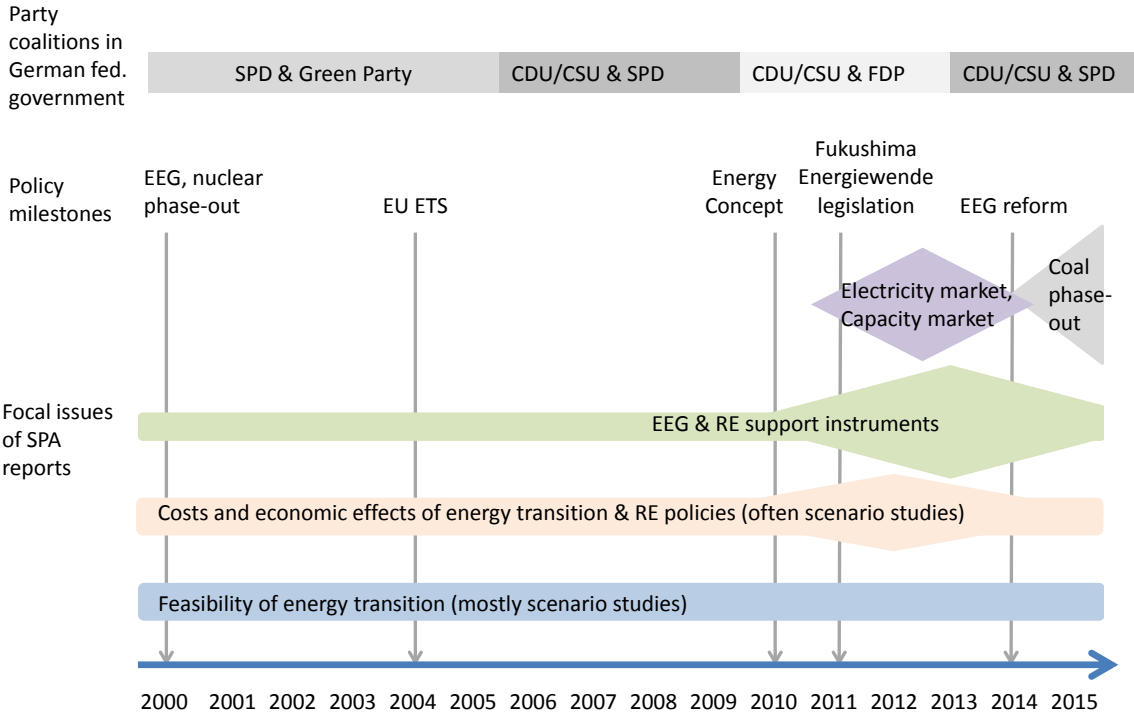 Party
coalitions in
German fed.
government
SPD & Green Party
CDU/CSU & SPD
CDU/CSU & FDP
CDU/CSU & SPD
Policy
milestones
EEG, nuclear
phase-out
EU ETS
Energy
Concept
Fukushima
Energiewende
legislation
EEG reform
Focal issues
of SPA
reports
Electricity market,
Capacity market
Coal
phase-
out
EEG & RE support instruments
Costs and economic effects of energy transition & RE policies (often scenario studies)
Feasibility of energy transition (mostly scenario studies)
2000 2001 2002 2003 2004 2005 2006 2007 2008 2009 2010 2011 2012 2013 2014 2015